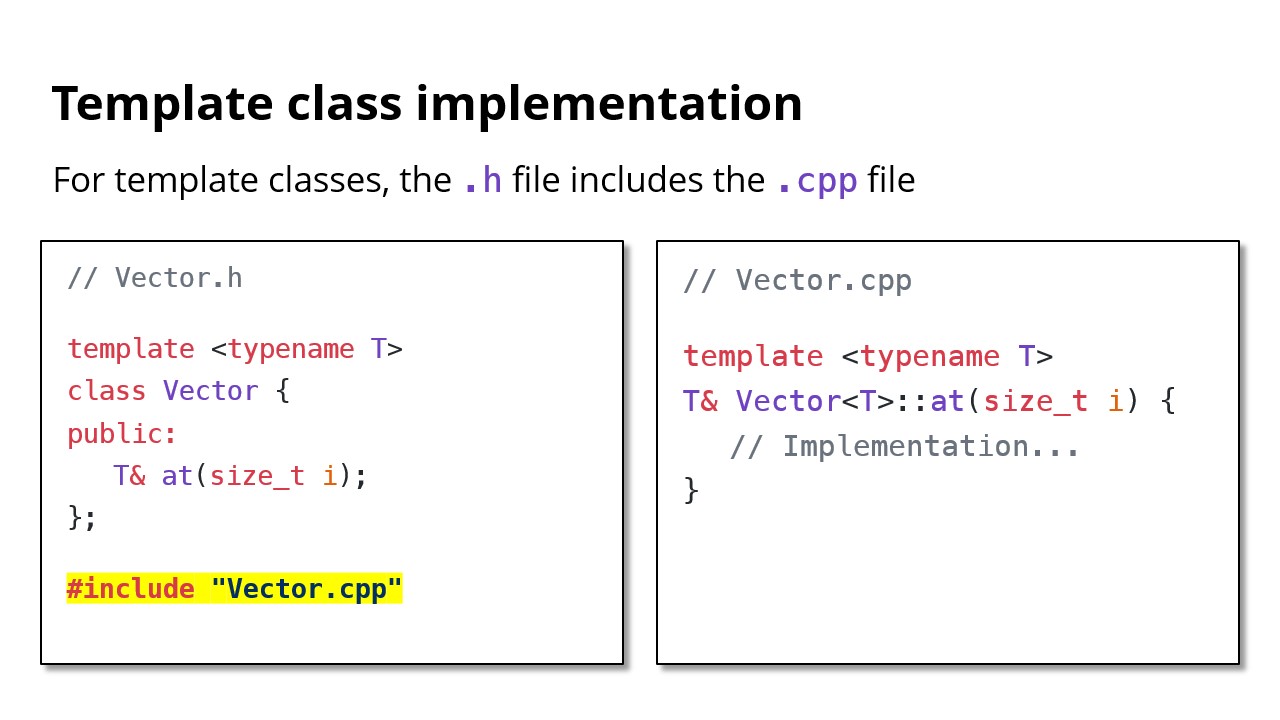 Template class implementation
For template classes, the .h file includes the .cpp file
// Vector.h
template <typename T>
class Vector {
public:
T& at(size_t i);
};
#include "Vector.cpp"
// Vector.cpp
template <typename T>
T& Vector<T>::at(size_t i) {
// Implementation...
}